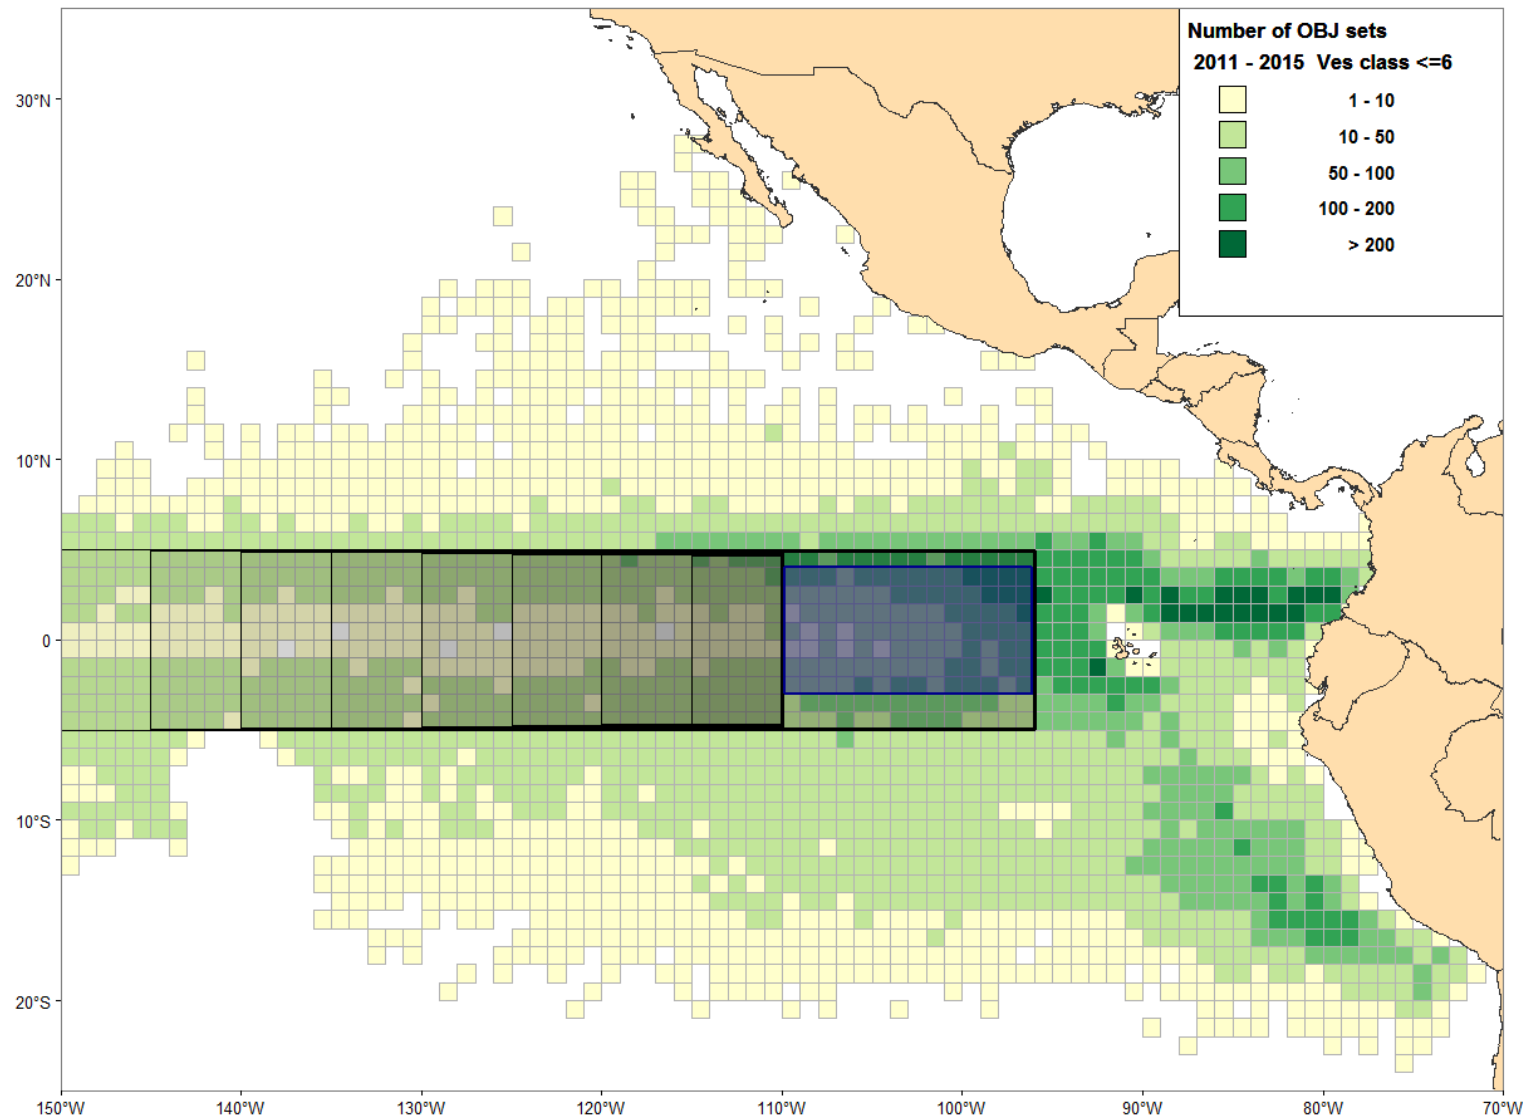 Number of OBJ sets
2011 - 2015 Ves class <=6
1 - 10
10 - 50
50 - 100
100 - 200
> 200
30°N
20°N
10°N
0
10°S
20°S
150°W 140°W 130°W 120°W 110°W 100°W 90°W 80°W 70°W